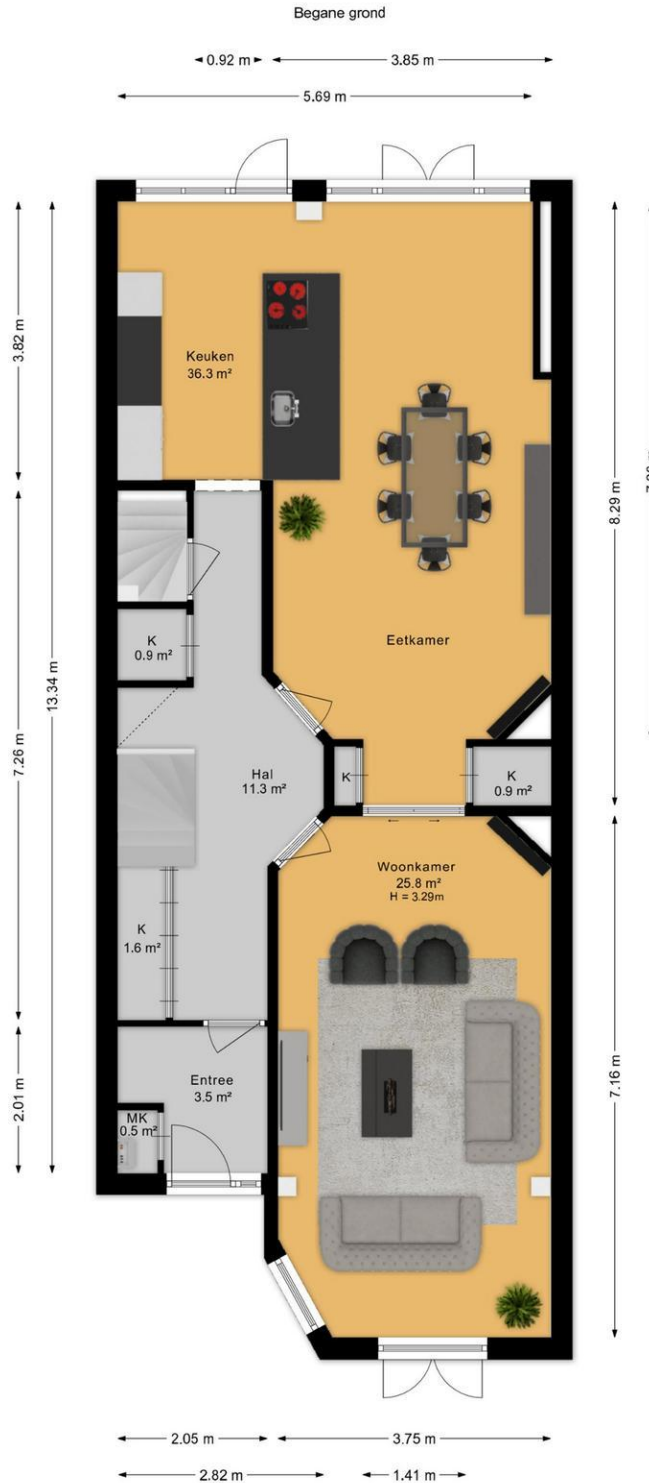 Begane grond
0.92 m
3.85 m
5.69 m
3.82 m
Keuken
36.3 m²
8.29 m
K
0.9 m²
Eetkamer
13.34 m
7.26 m
Hal
11.3 m²
K
K
0.9 m²
Woonkamer
25.8 m²
H = 3.29m
K
1.6 m²
Entree
3.5 m²
2.01 m
7.16 m
MK
0.5 m²
2.05 m
3.75 m
2.82 m
1.41 m